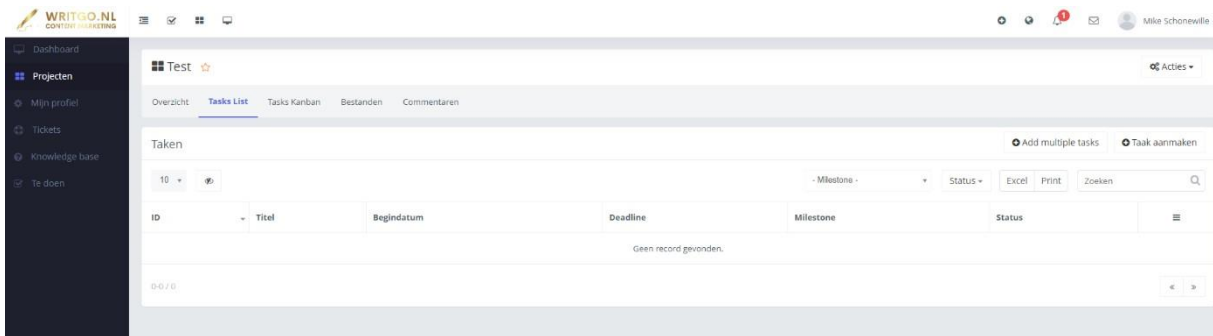 WRITGO.NL
CONTENT MARKETING
1
Mike Schonewille
Dashboard
Projecten
Mijn profiel
Tickets
Knowledge base
Te doen
Test
Acties
Overzicht Tasks List Tasks Kanban Bestanden Commentaren
Taken
Add multiple tasks Taak aanmaken
10 - Milestone - Status Excel Print Zoeken
ID Titel Begindatum Deadline Milestone Status
Geen record gevonden.
0-0 / 0